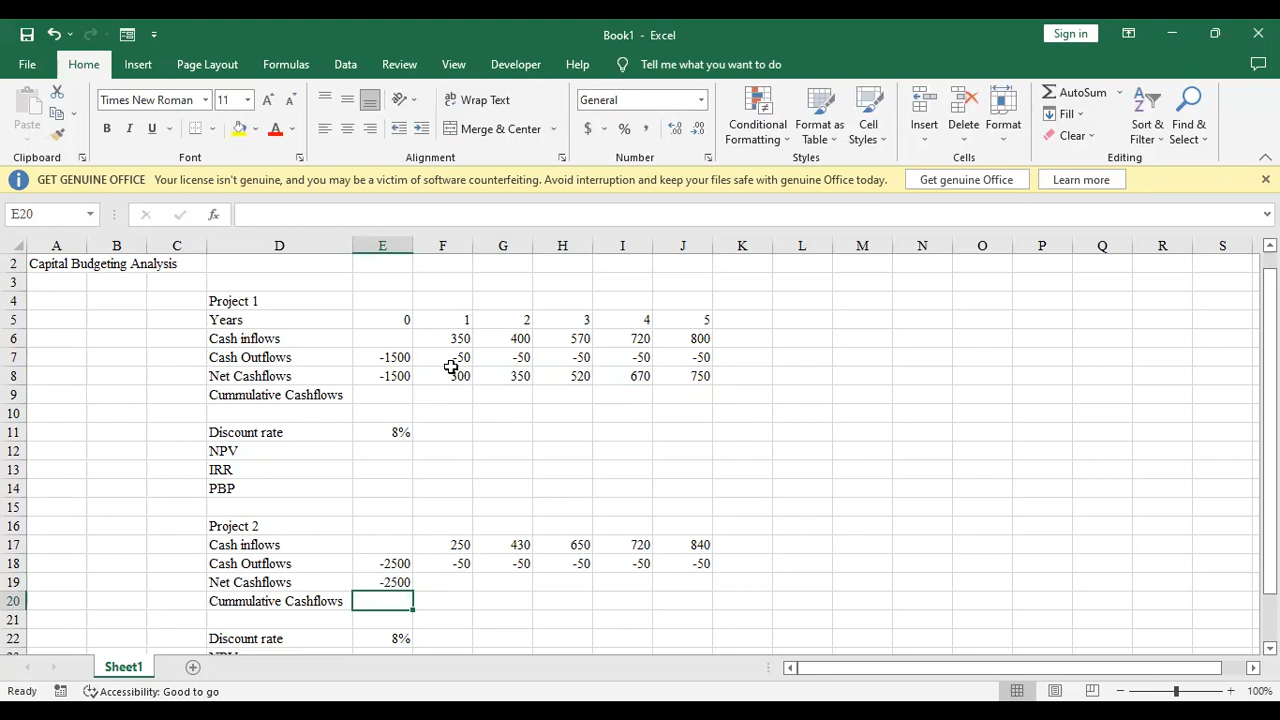 Book1 - Excel
Sign in
File Home Insert Page Layout Formulas Data Review View Developer Help Tell me what you want to do
Paste
Times New Roman 11
B U A
Wrap Text
Merge & Center
General
$ % ,
Conditional Formatting
Format as Table
Cell Styles
Insert Delete Format
AutoSum
Fill
Clear
Sort & Filter
Find & Select
Clipboard Font Alignment Number Styles Cells Editing
GET GENUINE OFFICE Your license isn't genuine, and you may be a victim of software counterfeiting. Avoid interruption and keep your files safe with genuine Office today. Get genuine Office Learn more
E20 fx
A B C D E F G H I J K L M N O P Q R S
2 Capital Budgeting Analysis
3
4 Project 1
5 Years 0 1 2 3 4 5
6 Cash inflows 350 400 570 720 800
7 Cash Outflows -1500 -50 -50 -50 -50 -50
8 Net Cashflows -1500 300 350 520 670 750
9 Cummulative Cashflows
10
11 Discount rate 8%
12 NPV
13 IRR
14 PBP
15
16 Project 2
17 Cash inflows 250 430 650 720 840
18 Cash Outflows -2500 -50 -50 -50 -50 -50
19 Net Cashflows -2500
20 Cummulative Cashflows
21
22 Discount rate 8%
Sheet1
Ready Accessibility: Good to go 100%